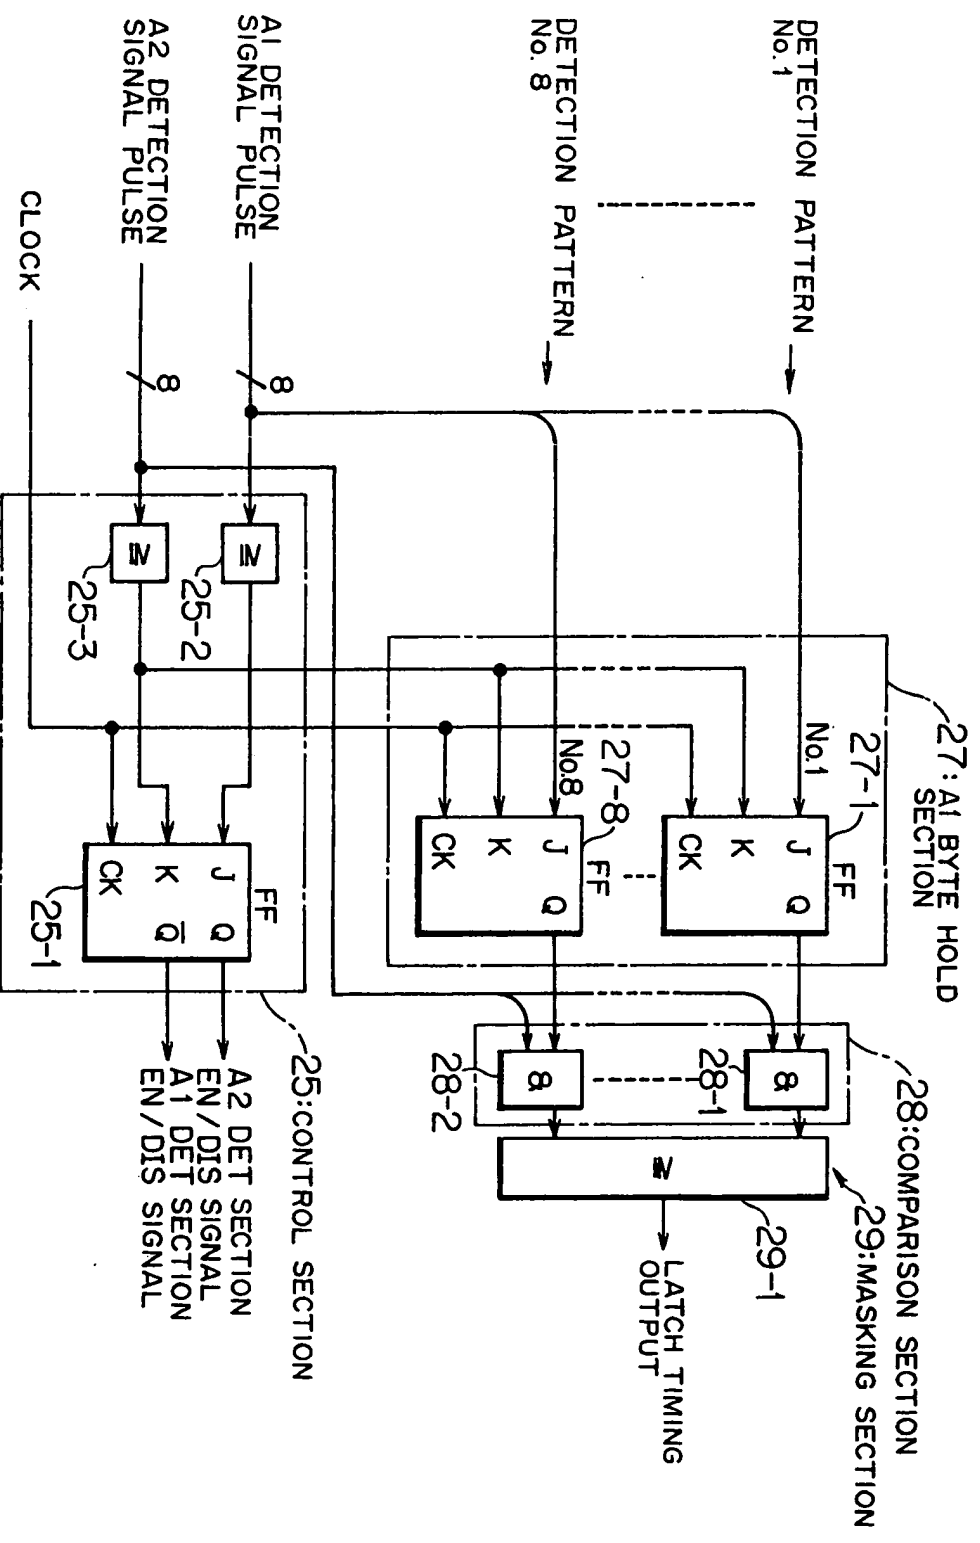 27: A1 BYTE HOLD
SECTION
28: COMPARISON SECTION
29: MASKING SECTION
DETECTION PATTERN
No. 1
DETECTION PATTERN
No. 8
27-1
No.1
FF
J
Q
K
CK
27-8
No.8
FF
J
Q
K
CK
&
28-1
&
28-2
≧1
29-1
LATCH TIMING
OUTPUT
A1 DETECTION
SIGNAL PULSE
8
A2 DETECTION
SIGNAL PULSE
8
CLOCK
≧1
25-2
≧1
25-3
FF
J
Q
K
Q̅
CK
25-1
25: CONTROL SECTION
A2 DET SECTION
EN/DIS SIGNAL
A1 DET SECTION
EN/DIS SIGNAL